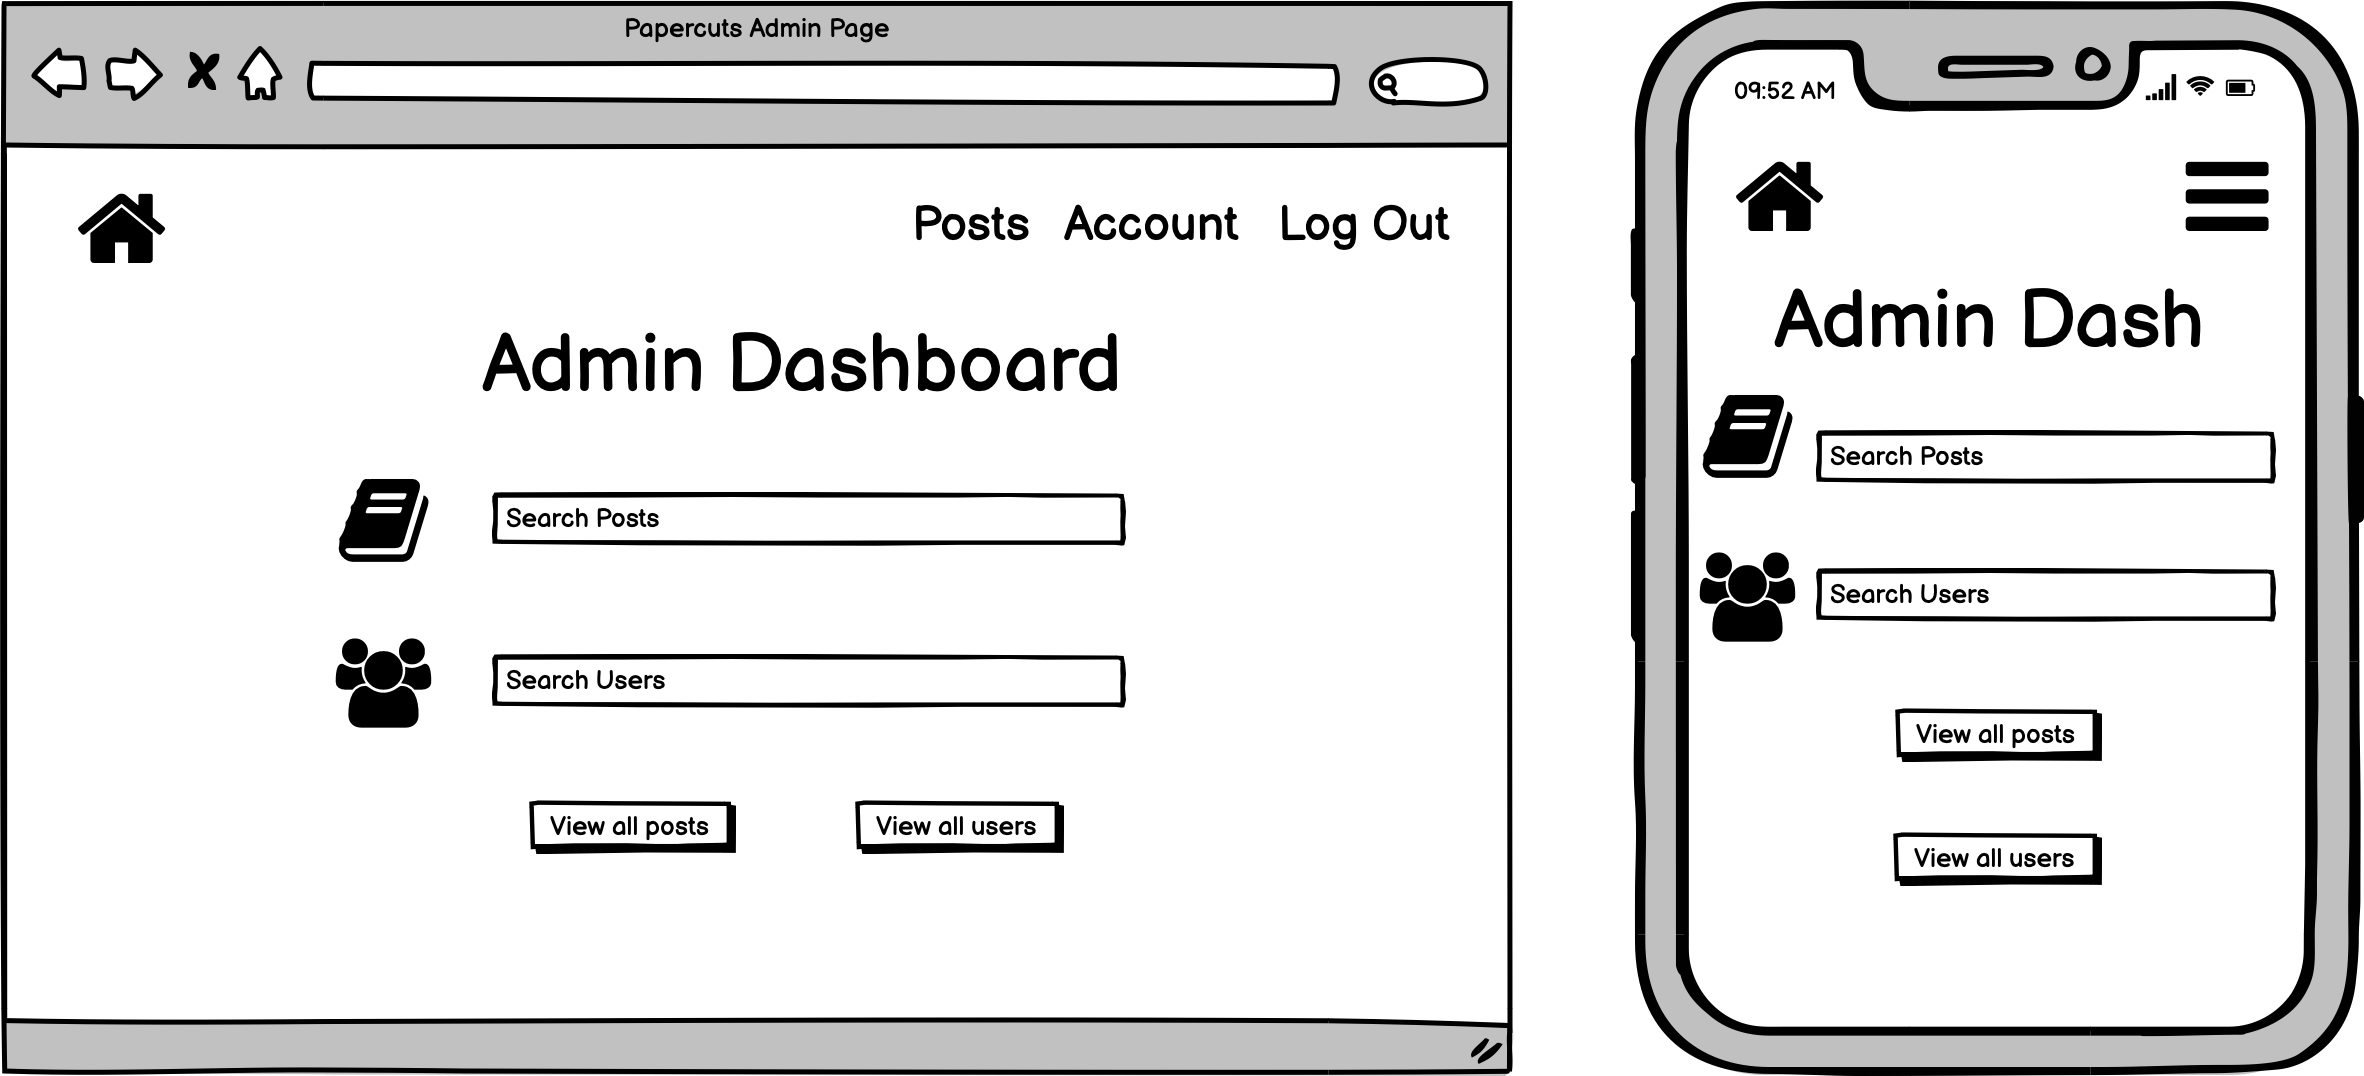 Papercuts Admin Page
Posts Account Log Out
Admin Dashboard
Search Posts
Search Users
View all posts View all users
09:52 AM
Admin Dash
Search Posts
Search Users
View all posts
View all users